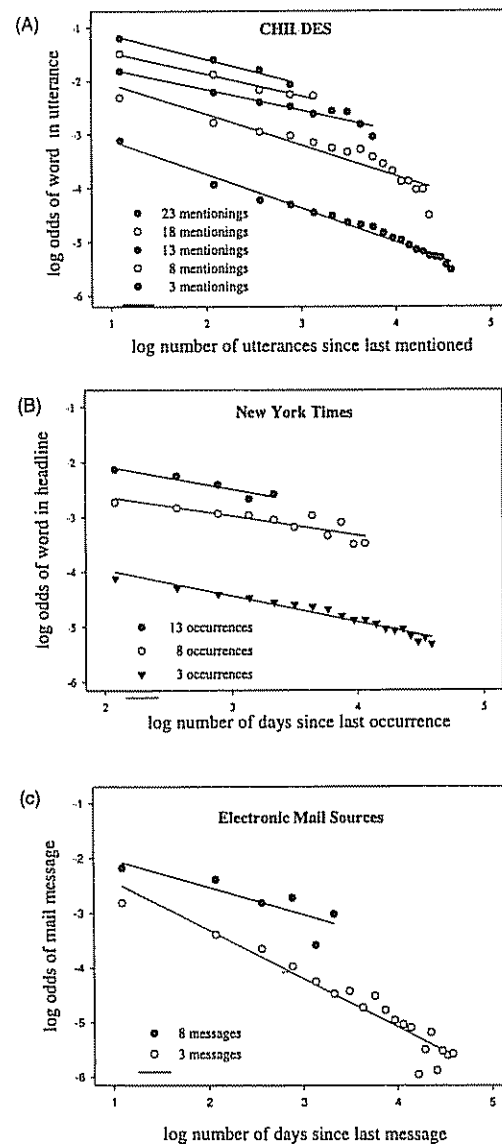 (A)
CHILDES
log odds of word in utterance
-1
-2
-3
-4
-5
-6
23 mentionings
18 mentionings
13 mentionings
8 mentionings
3 mentionings
1 2 3 4 5
log number of utterances since last mentioned
(B)
New York Times
log odds of word in headline
-1
-2
-3
-4
-5
-6
13 occurrences
8 occurrences
3 occurrences
2 3 4 5
log number of days since last occurrence
(c)
Electronic Mail Sources
log odds of mail message
-1
-2
-3
-4
-5
-6
8 messages
3 messages
1 2 3 4 5
log number of days since last message